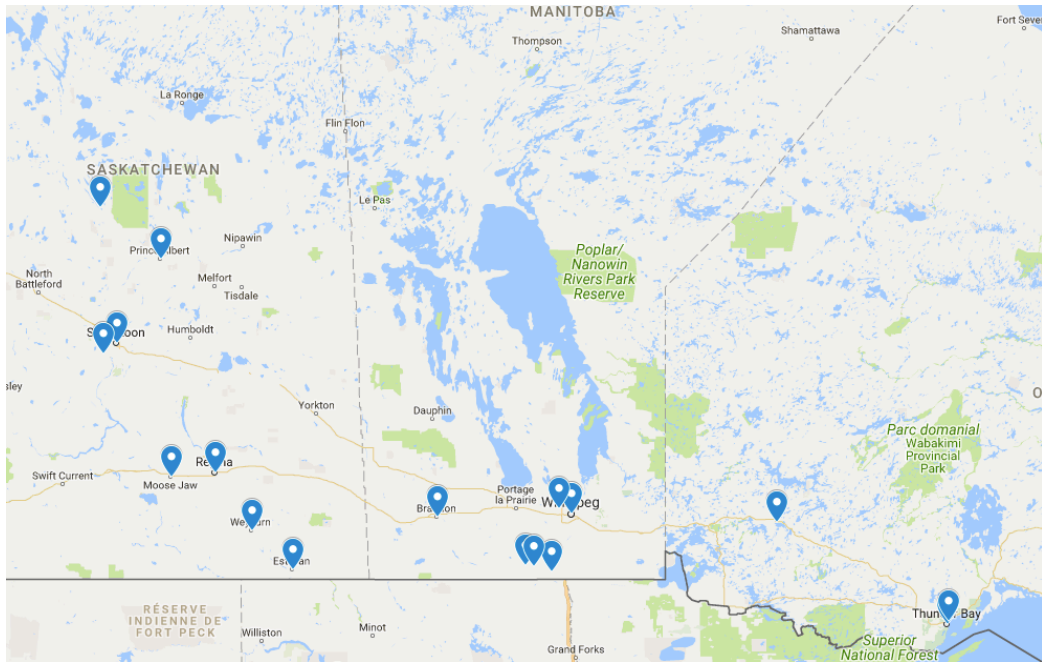 MANITOBA
Fort Seve
Shamattawa
Thompson
La Ronge
Flin Flon
SASKATCHEWAN
Le Pas
Nipawin
Prince Albert
Poplar/
Nanowin
Rivers Park
Reserve
North
Battleford
Melfort
Tisdale
Humboldt
sley
Yorkton
Dauphin
O
Parc domanial
Wabakimi
Provincial
Park
Swift Current
Moose Jaw
Portage
la Prairie
RÉSERVE
INDIENNE DE
FORT PECK
Williston
Minot
Grand Forks
Superior
National Forest